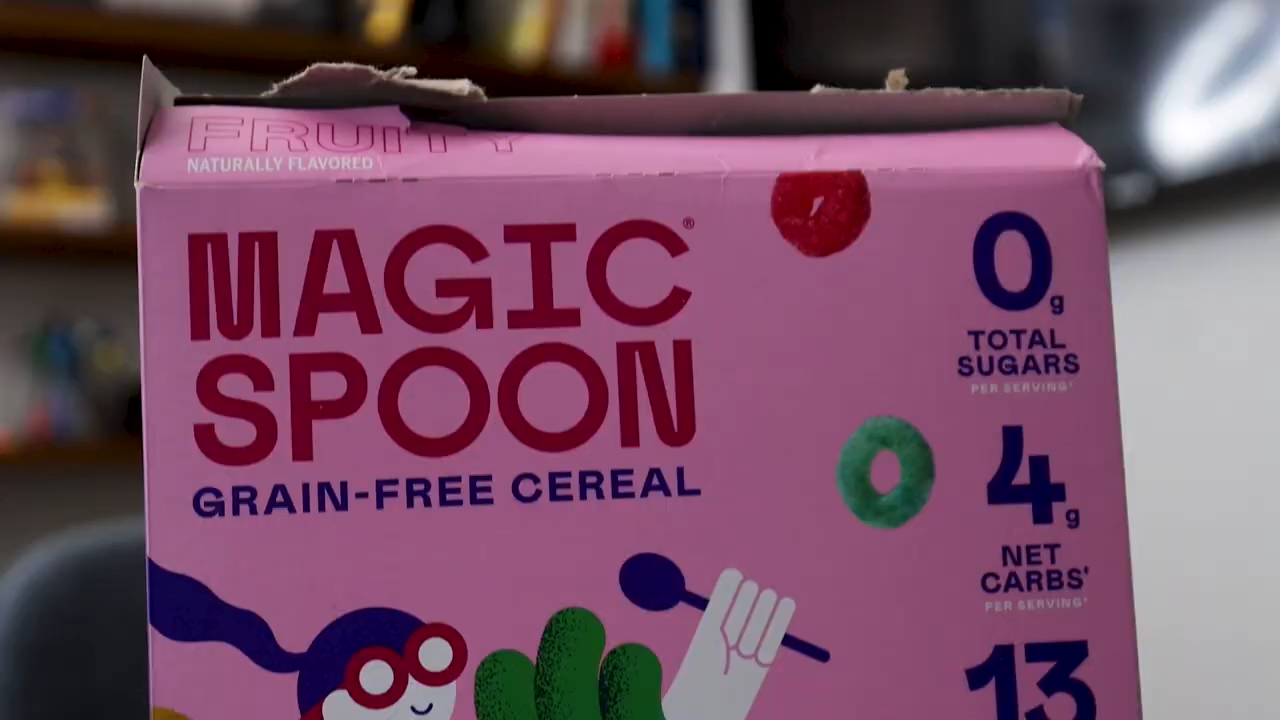 FRUITY
NATURALLY FLAVORED
MAGIC
SPOON®
GRAIN-FREE CEREAL
0g
TOTAL
SUGARS
PER SERVING*
4g
NET
CARBS*
PER SERVING*
13